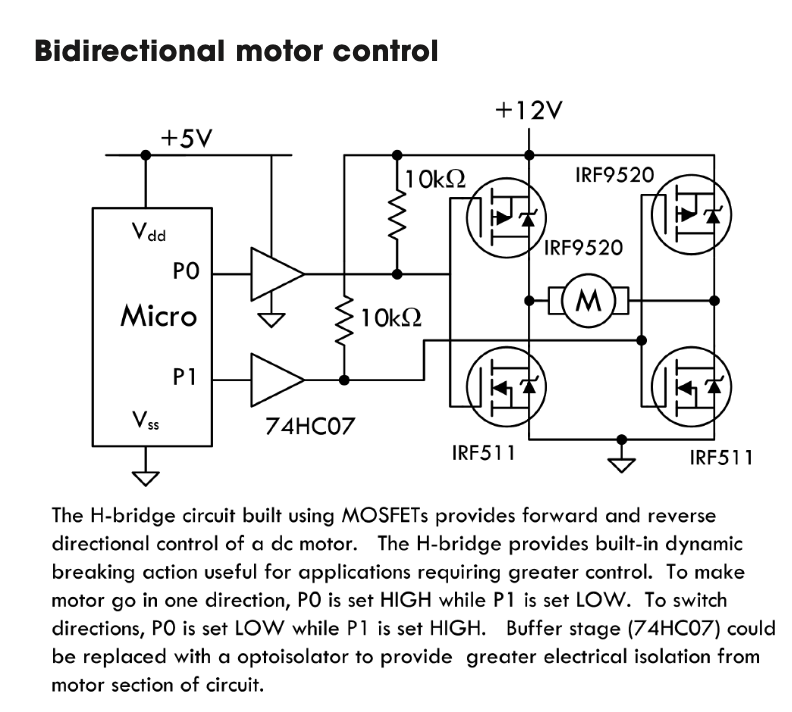 Bidirectional motor control
+12V
+5V
10kΩ
IRF9520
Vdd
IRF9520
P0
M
Micro
10kΩ
P1
Vss
74HC07
IRF511
IRF511
The H-bridge circuit built using MOSFETs provides forward and reverse
directional control of a dc motor. The H-bridge provides built-in dynamic
breaking action useful for applications requiring greater control. To make
motor go in one direction, P0 is set HIGH while P1 is set LOW. To switch
directions, P0 is set LOW while P1 is set HIGH. Buffer stage (74HC07) could
be replaced with a optoisolator to provide greater electrical isolation from
motor section of circuit.